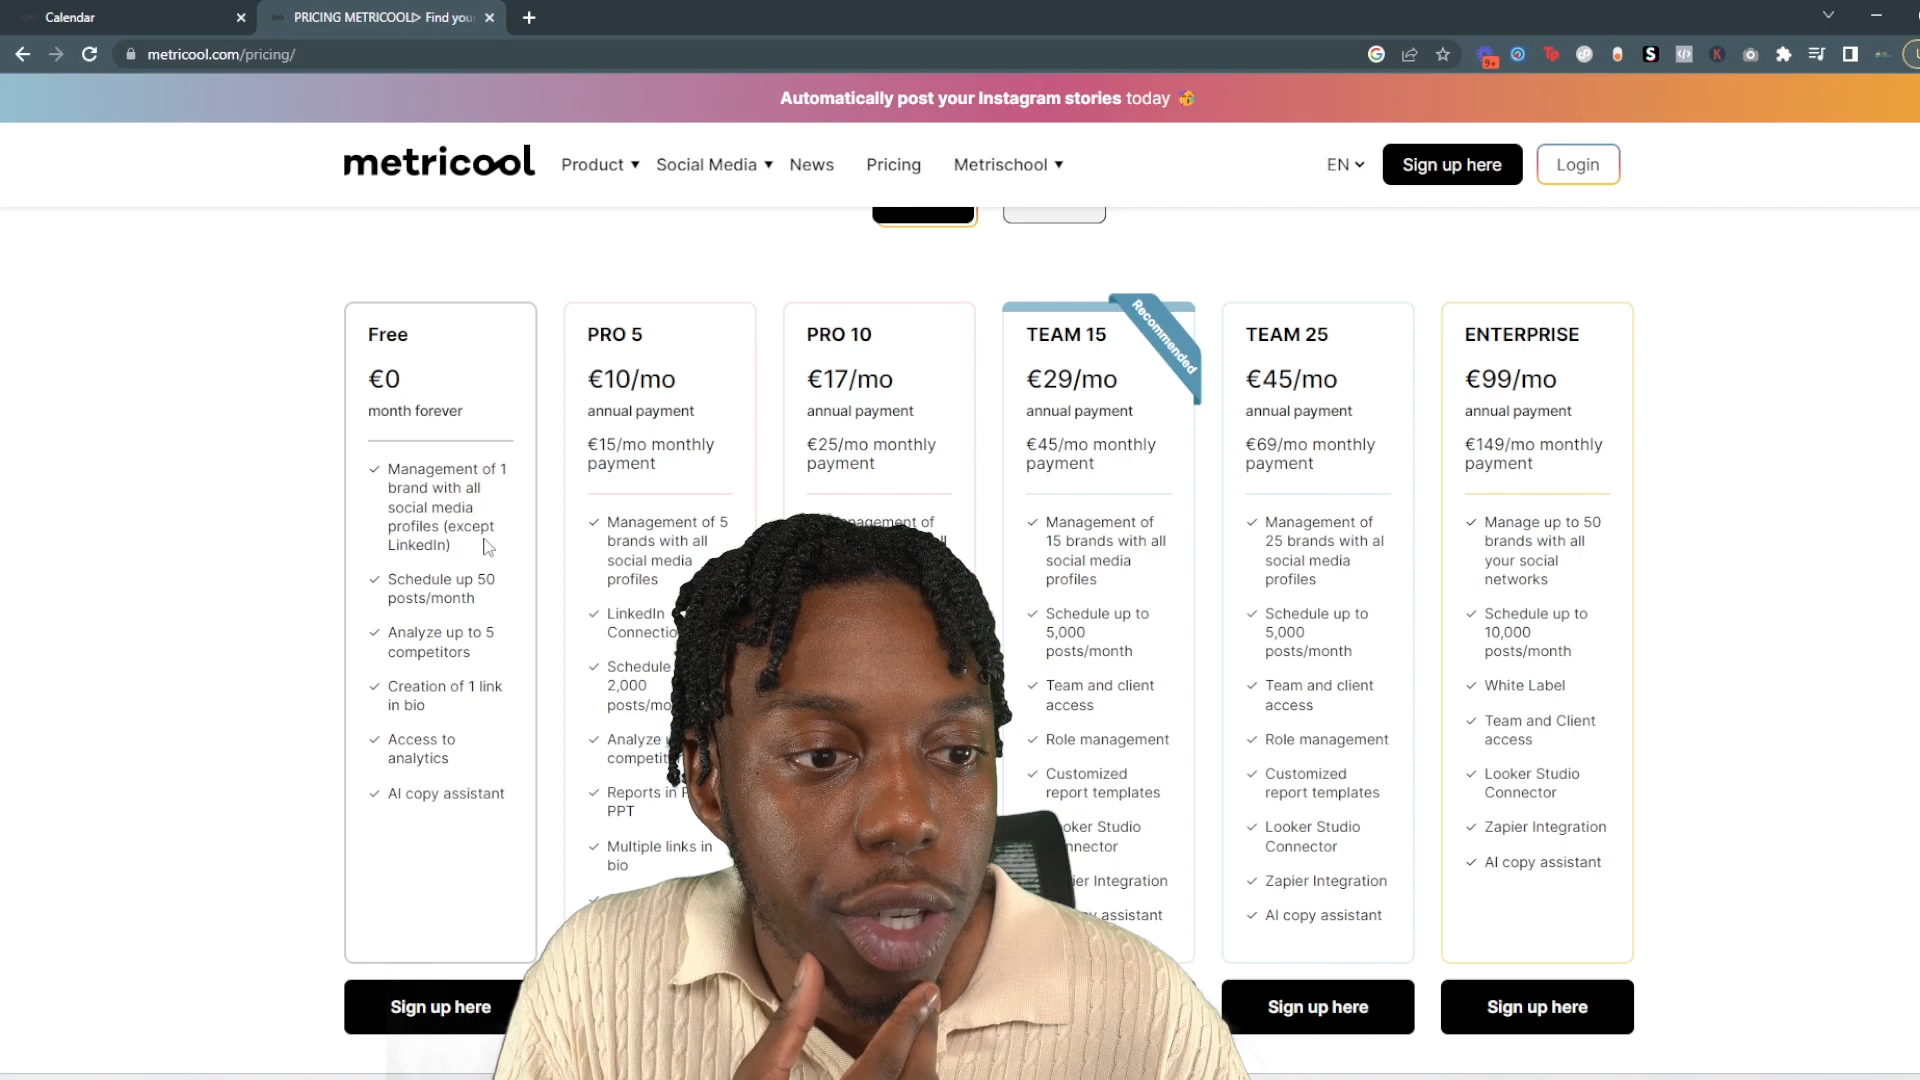 Calendar
PRICING METRICOOL▷ Find you
metricool.com/pricing/
9+
Automatically post your Instagram stories today
metricool
Product ▼
Social Media ▼
News
Pricing
Metrischool ▼
EN
Sign up here
Login
Free
€0
month forever
Management of 1
brand with all
social media
profiles (except
LinkedIn)
Schedule up 50
posts/month
Analyze up to 5
competitors
Creation of 1 link
in bio
Access to
analytics
AI copy assistant
Sign up here
PRO 5
€10/mo
annual payment
€15/mo monthly
payment
Management of 5
brands with all
social media
profiles
LinkedIn
Connectio
Schedule
2,000
posts/mo
Analyze
competit
Reports in
PPT
Multiple links in
bio
PRO 10
€17/mo
annual payment
€25/mo monthly
payment
nagement of
Recommended
TEAM 15
€29/mo
annual payment
€45/mo monthly
payment
Management of
15 brands with all
social media
profiles
Schedule up to
5,000
posts/month
Team and client
access
Role management
Customized
report templates
oker Studio
nnector
ier Integration
assistant
TEAM 25
€45/mo
annual payment
€69/mo monthly
payment
Management of
25 brands with al
social media
profiles
Schedule up to
5,000
posts/month
Team and client
access
Role management
Customized
report templates
Looker Studio
Connector
Zapier Integration
AI copy assistant
Sign up here
ENTERPRISE
€99/mo
annual payment
€149/mo monthly
payment
Manage up to 50
brands with all
your social
networks
Schedule up to
10,000
posts/month
White Label
Team and Client
access
Looker Studio
Connector
Zapier Integration
AI copy assistant
Sign up here